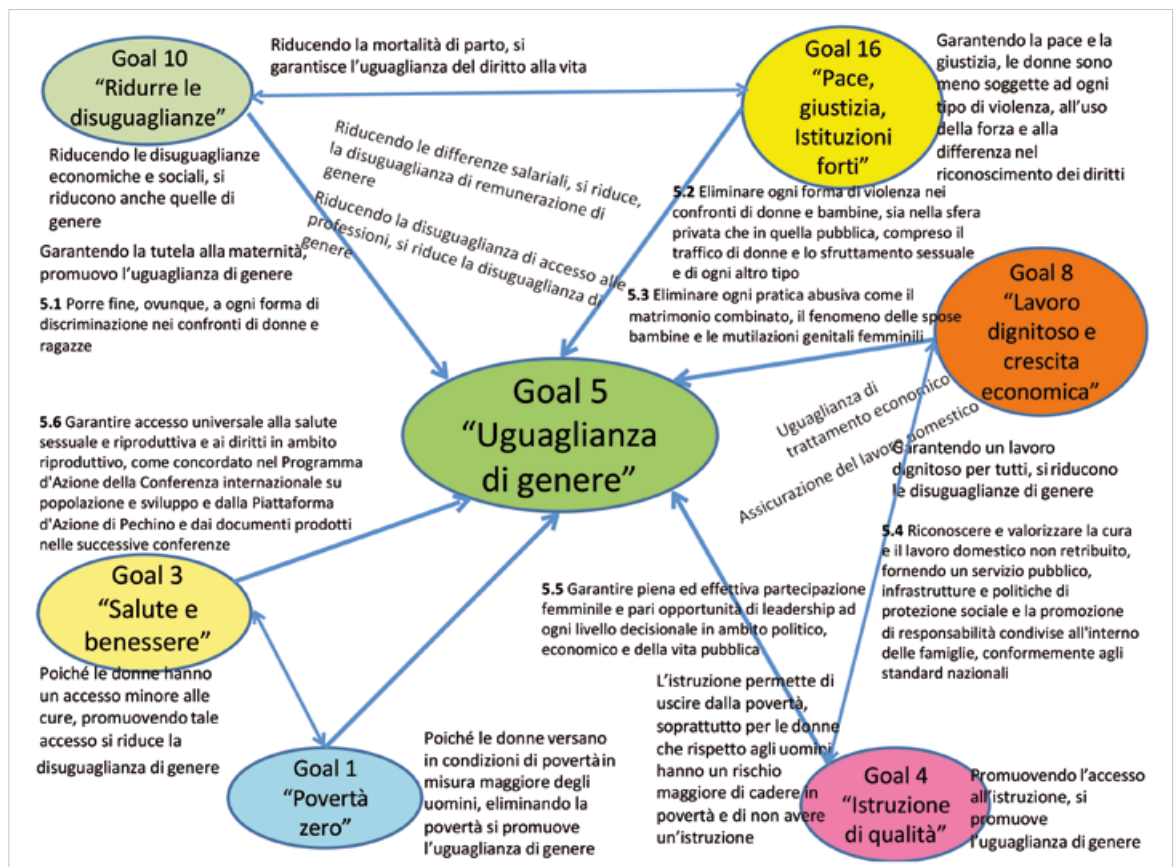 Goal 10
“Ridurre le
disuguaglianze”
Riducendo la mortalità di parto, si
garantisce l’uguaglianza del diritto alla vita
Goal 16
“Pace,
giustizia,
Istituzioni
forti”
Garantendo la pace e la
giustizia, le donne sono
meno soggette ad ogni
tipo di violenza, all’uso
della forza e alla
differenza nel
riconoscimento dei diritti
Riducendo le disuguaglianze
economiche e sociali, si
riducono anche quelle di
genere
Garantendo la tutela alla maternità,
promuovo l’uguaglianza di genere
5.1 Porre fine, ovunque, a ogni forma di
discriminazione nei confronti di donne e
ragazze
Riducendo le differenze salariali, si riduce,
la disuguaglianza di remunerazione di
genere
Riducendo la disuguaglianza di accesso alle
professioni, si riduce la disuguaglianza di
genere
5.2 Eliminare ogni forma di violenza nei
confronti di donne e bambine, sia nella sfera
privata che in quella pubblica, compreso il
traffico di donne e lo sfruttamento sessuale
e di ogni altro tipo
5.3 Eliminare ogni pratica abusiva come il
matrimonio combinato, il fenomeno delle spose
bambine e le mutilazioni genitali femminili
Goal 8
“Lavoro
dignitoso e
crescita
economica”
Goal 5
“Uguaglianza
di genere”
Uguaglianza di
trattamento economico
Assicurazione del lavoro domestico
Garantendo un lavoro
dignitoso per tutti, si riducono
le disuguaglianze di genere
5.6 Garantire accesso universale alla salute
sessuale e riproduttiva e ai diritti in ambito
riproduttivo, come concordato nel Programma
d'Azione della Conferenza internazionale su
popolazione e sviluppo e dalla Piattaforma
d'Azione di Pechino e dai documenti prodotti
nelle successive conferenze
5.4 Riconoscere e valorizzare la cura
e il lavoro domestico non retribuito,
fornendo un servizio pubblico,
infrastrutture e politiche di
protezione sociale e la promozione
di responsabilità condivise all'interno
delle famiglie, conformemente agli
standard nazionali
Goal 3
“Salute e
benessere”
5.5 Garantire piena ed effettiva partecipazione
femminile e pari opportunità di leadership ad
ogni livello decisionale in ambito politico,
economico e della vita pubblica
Poiché le donne hanno
un accesso minore alle
cure, promuovendo tale
accesso si riduce la
disuguaglianza di genere
L’istruzione permette di
uscire dalla povertà,
soprattutto per le donne
che rispetto agli uomini
hanno un rischio
maggiore di cadere in
povertà e di non avere
un’istruzione
Goal 1
“Povertà
zero”
Poiché le donne versano
in condizioni di povertà in
misura maggiore degli
uomini, eliminando la
povertà si promuove
l’uguaglianza di genere
Goal 4
“Istruzione
di qualità”
Promuovendo l’accesso
all’istruzione, si
promuove
l’uguaglianza di genere